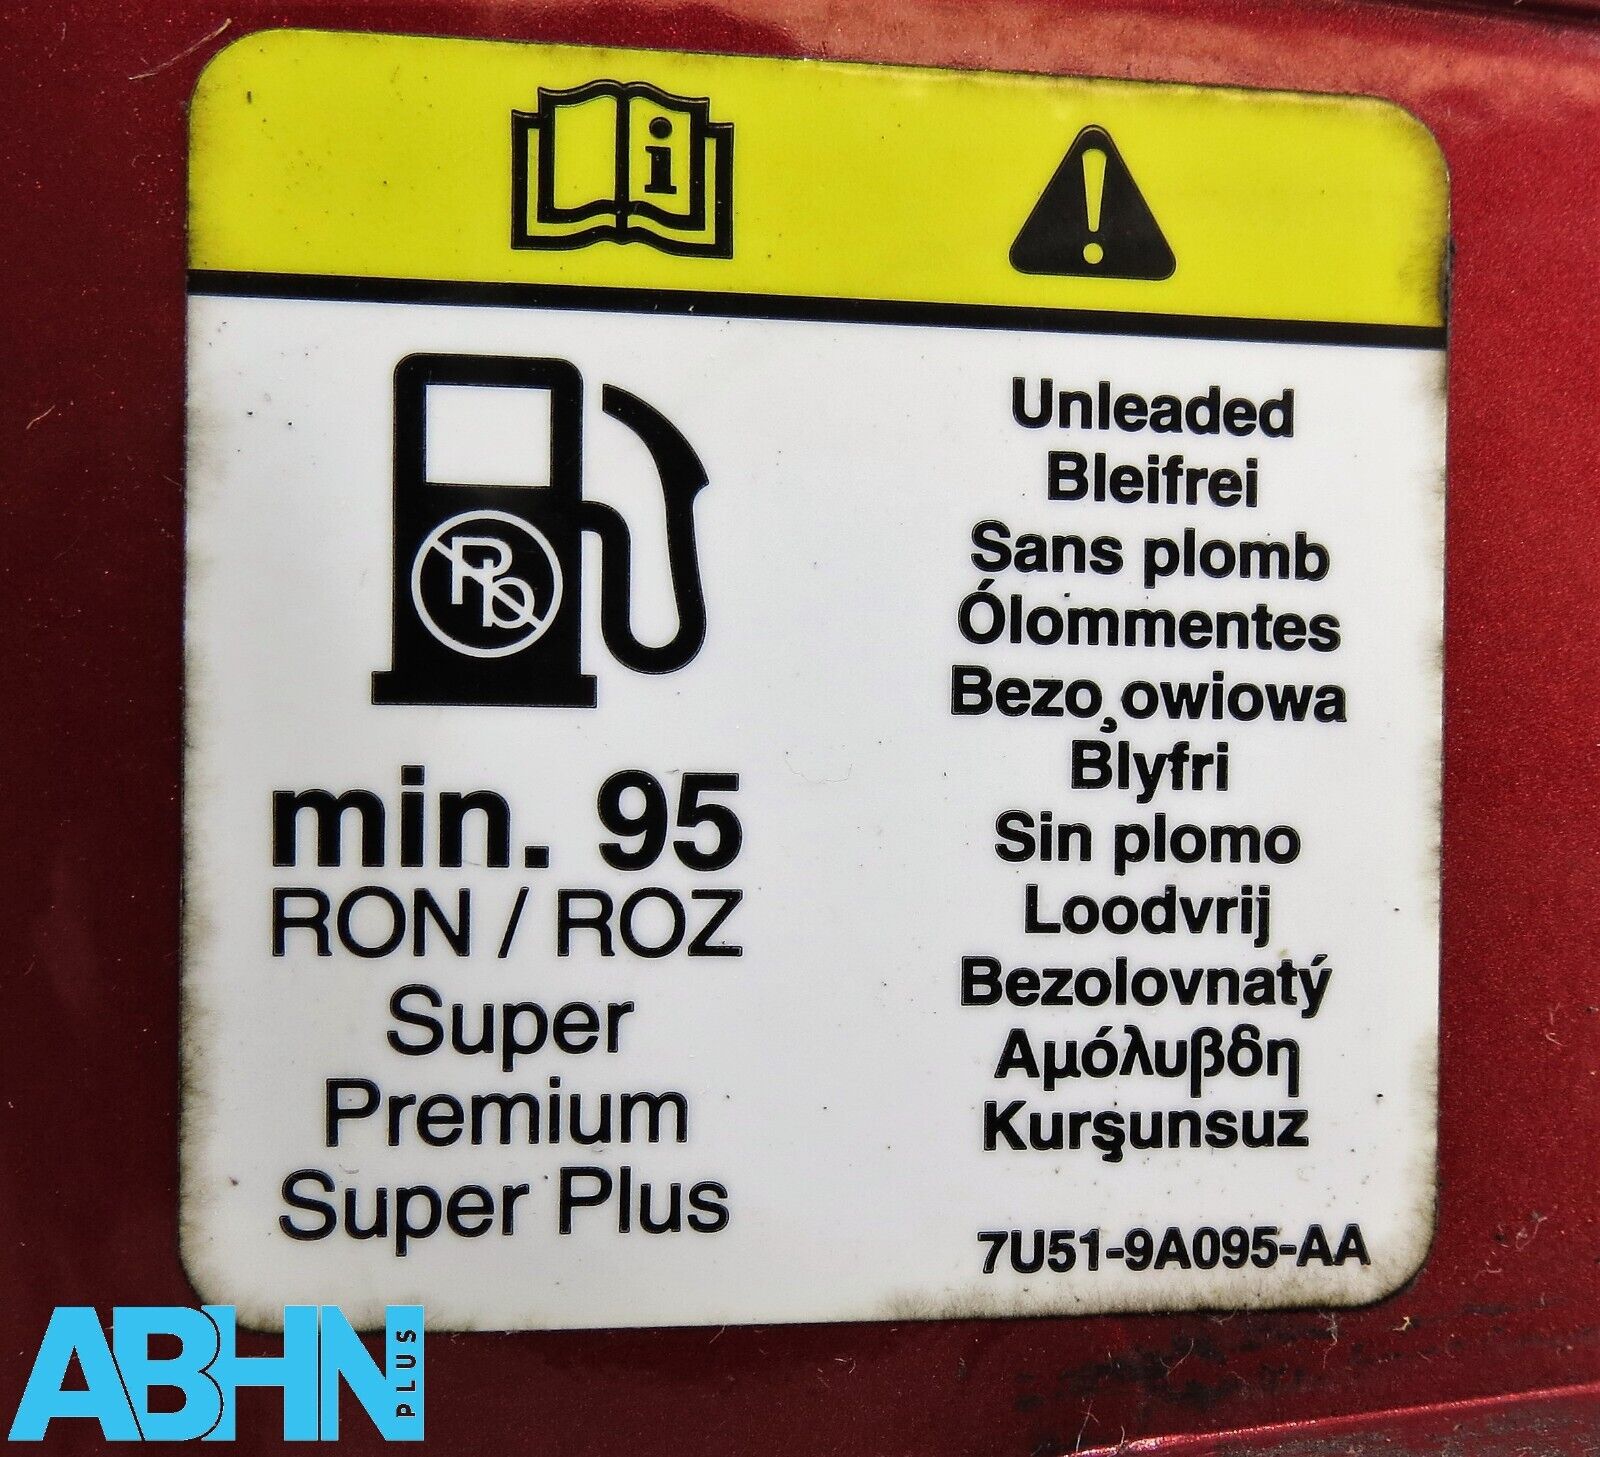 i
Pb
min. 95
RON / ROZ
Super
Premium
Super Plus
Unleaded
Bleifrei
Sans plomb
Ólommentes
Bezo¸owiowa
Blyfri
Sin plomo
Loodvrij
Bezolovnatý
Αμόλυβδη
Kurşunsuz
7U51-9A095-AA
ABHN PLUS